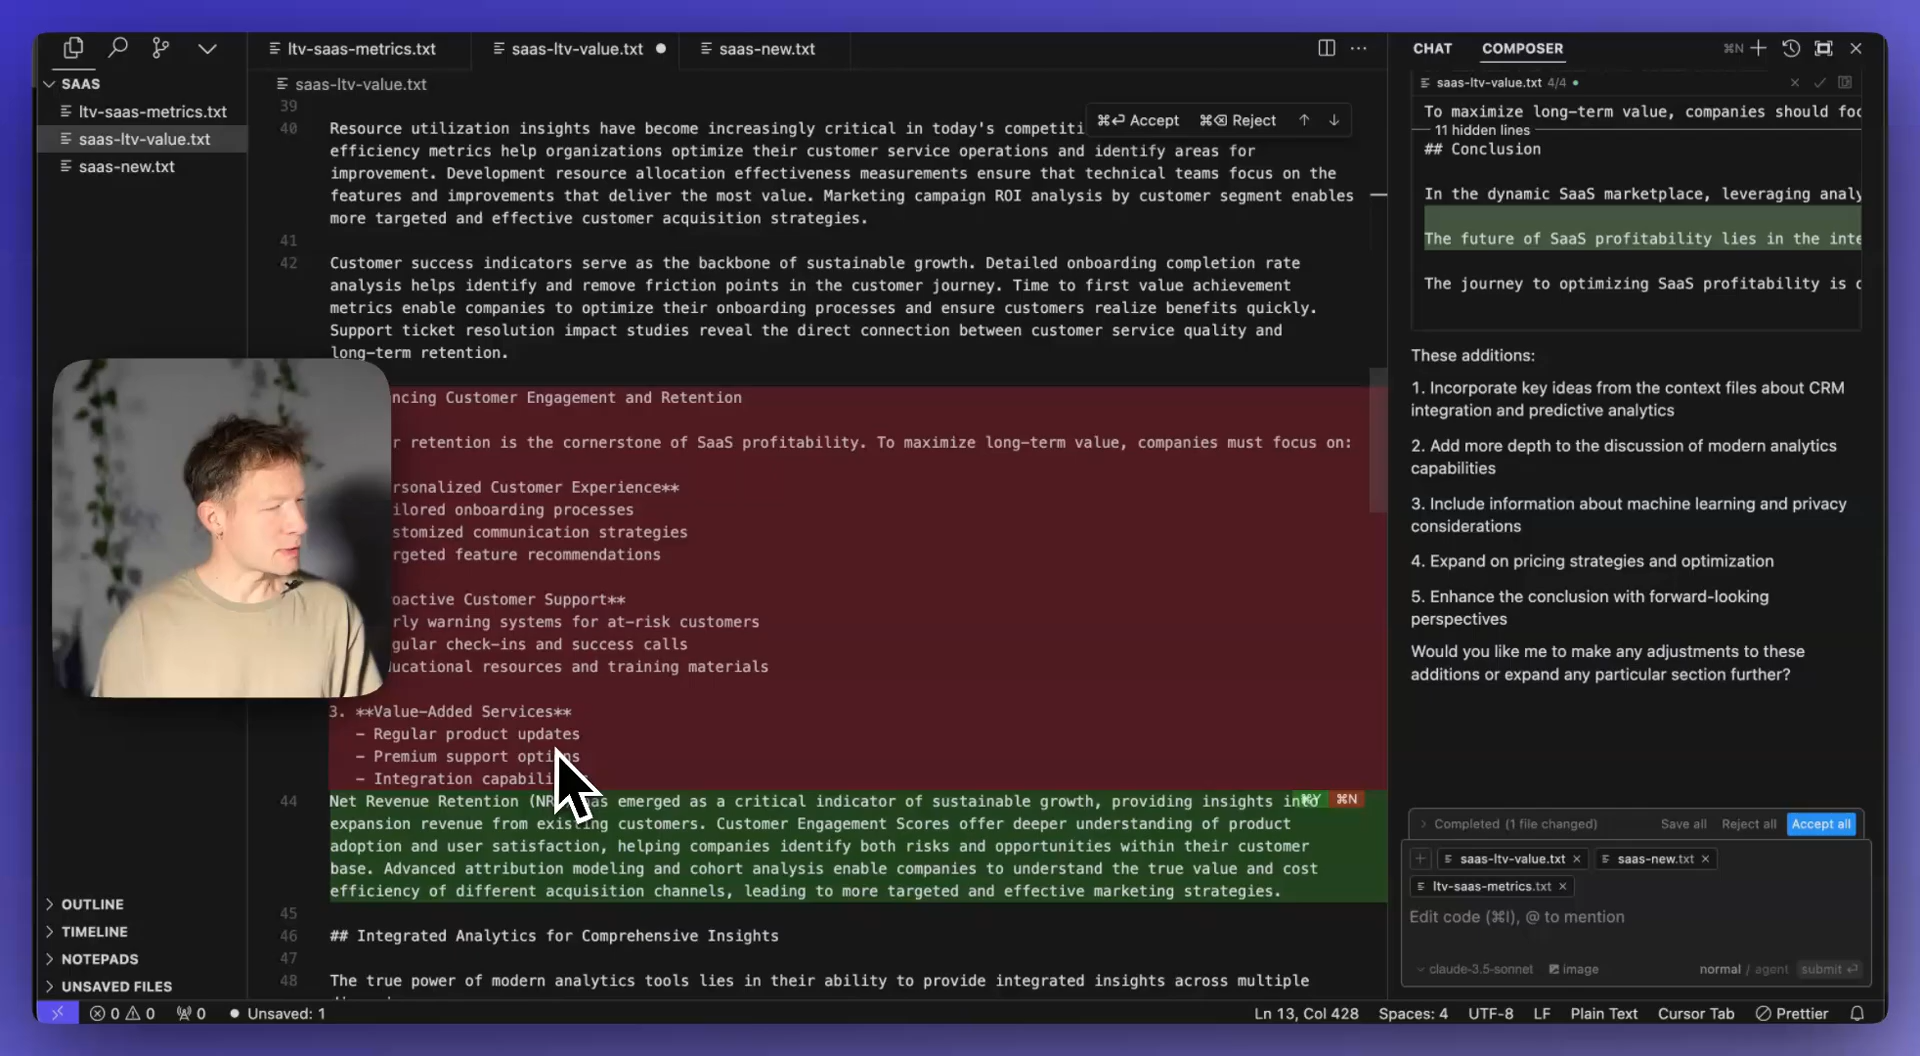 SAAS
ltv-saas-metrics.txt
saas-ltv-value.txt
saas-new.txt
OUTLINE
TIMELINE
NOTEPADS
UNSAVED FILES
ltv-saas-metrics.txt
saas-ltv-value.txt
saas-new.txt
saas-ltv-value.txt
⌘⏎ Accept ⌘⌫ Reject ↑ ↓
39
40 Resource utilization insights have become increasingly critical in today's
efficiency metrics help organizations optimize their customer service operations and identify areas for
improvement. Development resource allocation effectiveness measurements ensure that technical teams focus on the
features and improvements that deliver the most value. Marketing campaign ROI analysis by customer segment enables
more targeted and effective customer acquisition strategies.
41
42 Customer success indicators serve as the backbone of sustainable growth. Detailed onboarding completion rate
analysis helps identify and remove friction points in the customer journey. Time to first value achievement
metrics enable companies to optimize their onboarding processes and ensure customers realize benefits quickly.
Support ticket resolution impact studies reveal the direct connection between customer service quality and
long-term retention.
Customer Engagement and Retention
retention is the cornerstone of SaaS profitability. To maximize long-term value, companies must focus on:
Customer Experience**
onboarding processes
communication strategies
feature recommendations
Customer Support**
warning systems for at-risk customers
check-ins and success calls
resources and training materials
3. **Value-Added Services**
- Regular product updates
- Premium support
- Integration
44 Net Revenue Retention has emerged as a critical indicator of sustainable growth, providing insights into
expansion revenue from existing customers. Customer Engagement Scores offer deeper understanding of product
adoption and user satisfaction, helping companies identify both risks and opportunities within their customer
base. Advanced attribution modeling and cohort analysis enable companies to understand the true value and cost
efficiency of different acquisition channels, leading to more targeted and effective marketing strategies.
⌘Y ⌘N
45
46 ## Integrated Analytics for Comprehensive Insights
47
48 The true power of modern analytics tools lies in their ability to provide integrated insights across multiple
CHAT COMPOSER ⌘N
saas-ltv-value.txt 4/4
To maximize long-term value, companies should
11 hidden lines
## Conclusion
In the dynamic SaaS marketplace, leveraging
The future of SaaS profitability lies in the
The journey to optimizing SaaS profitability is
These additions:
1. Incorporate key ideas from the context files about CRM
integration and predictive analytics
2. Add more depth to the discussion of modern analytics
capabilities
3. Include information about machine learning and privacy
considerations
4. Expand on pricing strategies and optimization
5. Enhance the conclusion with forward-looking
perspectives
Would you like me to make any adjustments to these
additions or expand any particular section further?
Completed (1 file changed) Save all Reject all Accept all
saas-ltv-value.txt × saas-new.txt ×
ltv-saas-metrics.txt ×
Edit code (⌘I), @ to mention
claude-3.5-sonnet image normal / agent submit ⏎
0 0 0 Unsaved: 1 Ln 13, Col 428 Spaces: 4 UTF-8 LF Plain Text Cursor Tab Prettier